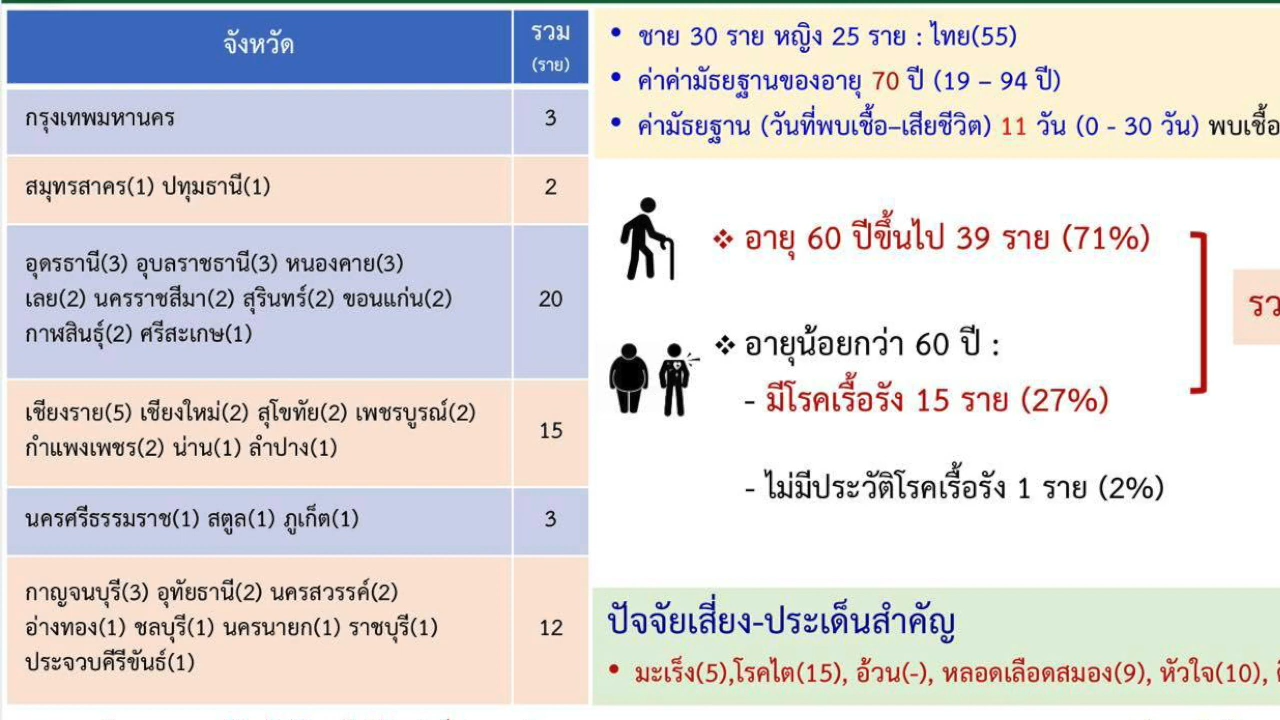 จังหวัด
รวม
(ราย)
กรุงเทพมหานคร
3
สมุทรสาคร(1) ปทุมธานี(1)
2
อุดรธานี(3) อุบลราชธานี(3) หนองคาย(3)
เลย(2) นครราชสีมา(2) สุรินทร์(2) ขอนแก่น(2)
กาฬสินธุ์(2) ศรีสะเกษ(1)
20
เชียงราย(5) เชียงใหม่(2) สุโขทัย(2) เพชรบูรณ์(2)
กำแพงเพชร(2) น่าน(1) ลำปาง(1)
15
นครศรีธรรมราช(1) สตูล(1) ภูเก็ต(1)
3
กาญจนบุรี(3) อุทัยธานี(2) นครสวรรค์(2)
อ่างทอง(1) ชลบุรี(1) นครนายก(1) ราชบุรี(1)
ประจวบคีรีขันธ์(1)
12
• ชาย 30 ราย หญิง 25 ราย : ไทย(55)
• ค่าค่ามัธยฐานของอายุ 70 ปี (19 – 94 ปี)
• ค่ามัธยฐาน (วันที่พบเชื้อ–เสียชีวิต) 11 วัน (0 - 30 วัน) พบเชื้อ
❖ อายุ 60 ปีขึ้นไป 39 ราย (71%)
❖ อายุน้อยกว่า 60 ปี :
- มีโรคเรื้อรัง 15 ราย (27%)
- ไม่มีประวัติโรคเรื้อรัง 1 ราย (2%)
ปัจจัยเสี่ยง-ประเด็นสำคัญ
• มะเร็ง(5),โรคไต(15), อ้วน(-), หลอดเลือดสมอง(9), หัวใจ(10),